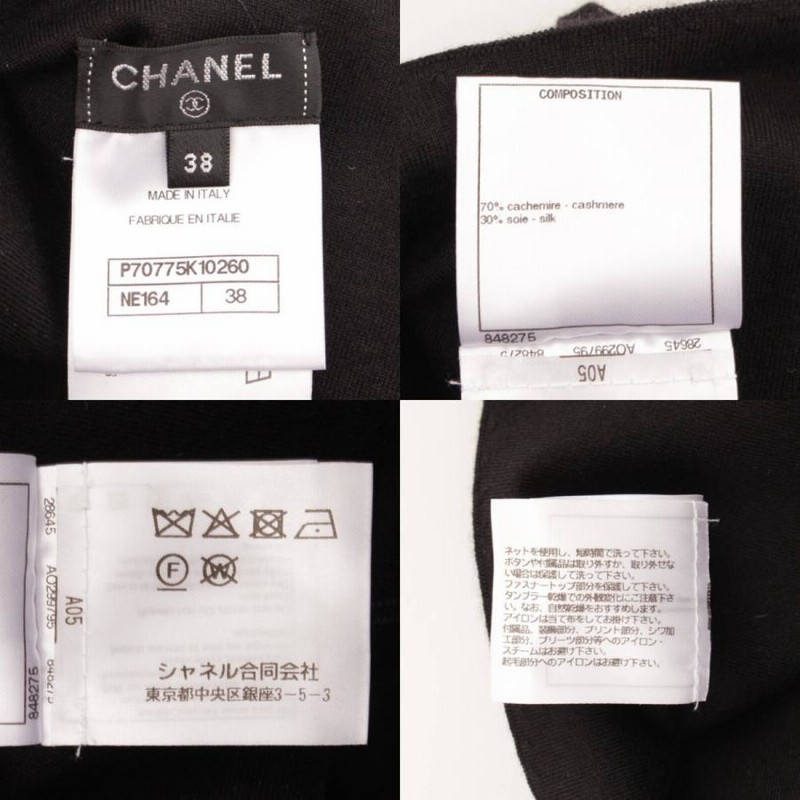 CHANEL
38
MADE IN ITALY
FABRIQUE EN ITALIE
P70775K10260
NE164 38
COMPOSITION
70% cachemire - cashmere
30% soie - silk
848275
848275 A0299795 28645
A05
28645 A0299795 848275
A05
848275
F
W
シャネル合同会社
東京都中央区銀座3-5-3
ネットを使用し、短時間で洗って下さい。
ボタンや付属品は取り外すか、取り外せな
い場合は保護して洗って下さい。
ファスナートップ部分を保護して下さい。
タンブラー乾燥での外観変化にご注意下さ
い。なお、自然乾燥をおすすめします。
アイロンは当て布をしてお掛け下さい。
付属品、装飾部分、プリント部分、シワ加
工部分、プリーツ部分等へのアイロン・
スチームはお避け下さい。
起毛部分へのアイロンはお避け下さい。